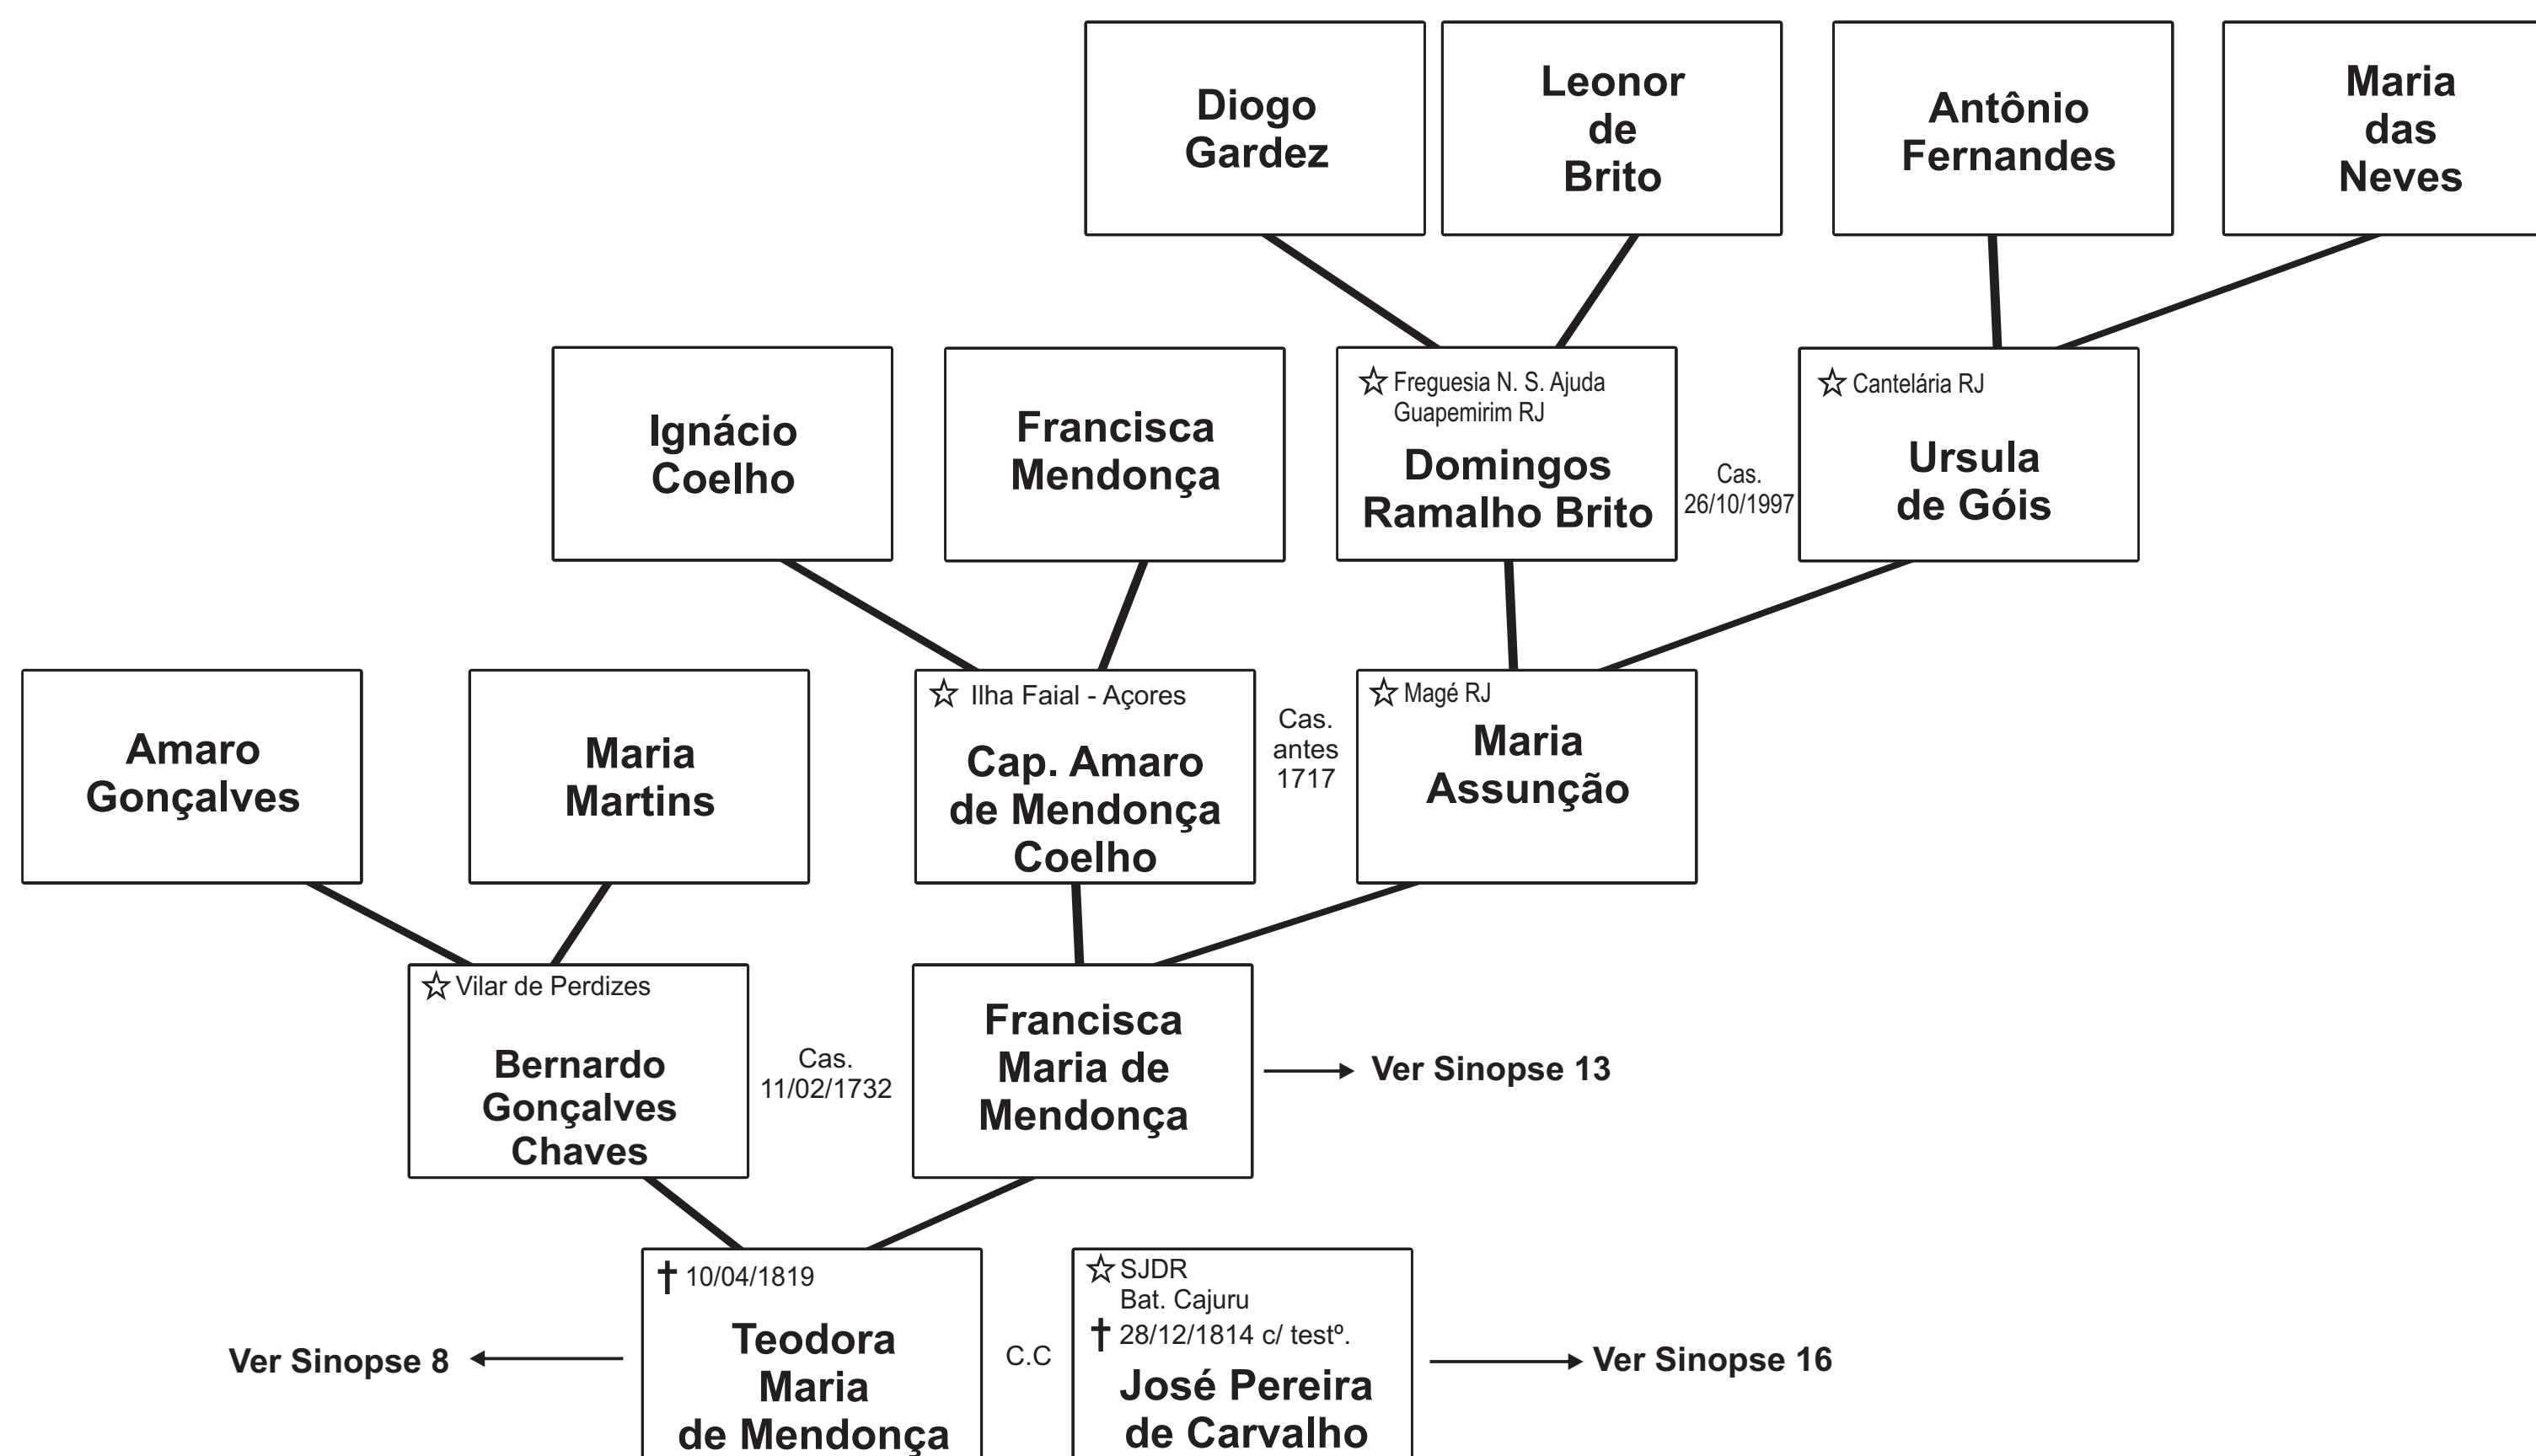 Diogo
Gardez
Leonor
de
Brito
Antônio
Fernandes
Maria
das
Neves
Ignácio
Coelho
Francisca
Mendonça
Freguesia N. S. Ajuda
Guapemirim RJ
Domingos
Ramalho Brito
Cas.
26/10/1997
Cantelária RJ
Ursula
de Góis
Amaro
Gonçalves
Maria
Martins
Ilha Faial - Açores
Cap. Amaro
de Mendonça
Coelho
Cas.
antes
1717
Magé RJ
Maria
Assunção
Vilar de Perdizes
Bernardo
Gonçalves
Chaves
Cas.
11/02/1732
Francisca
Maria de
Mendonça
Ver Sinopse 13
Ver Sinopse 8
10/04/1819
Teodora
Maria
de Mendonça
C.C
SJDR
Bat. Cajuru
28/12/1814 c/ testº.
José Pereira
de Carvalho
Ver Sinopse 16